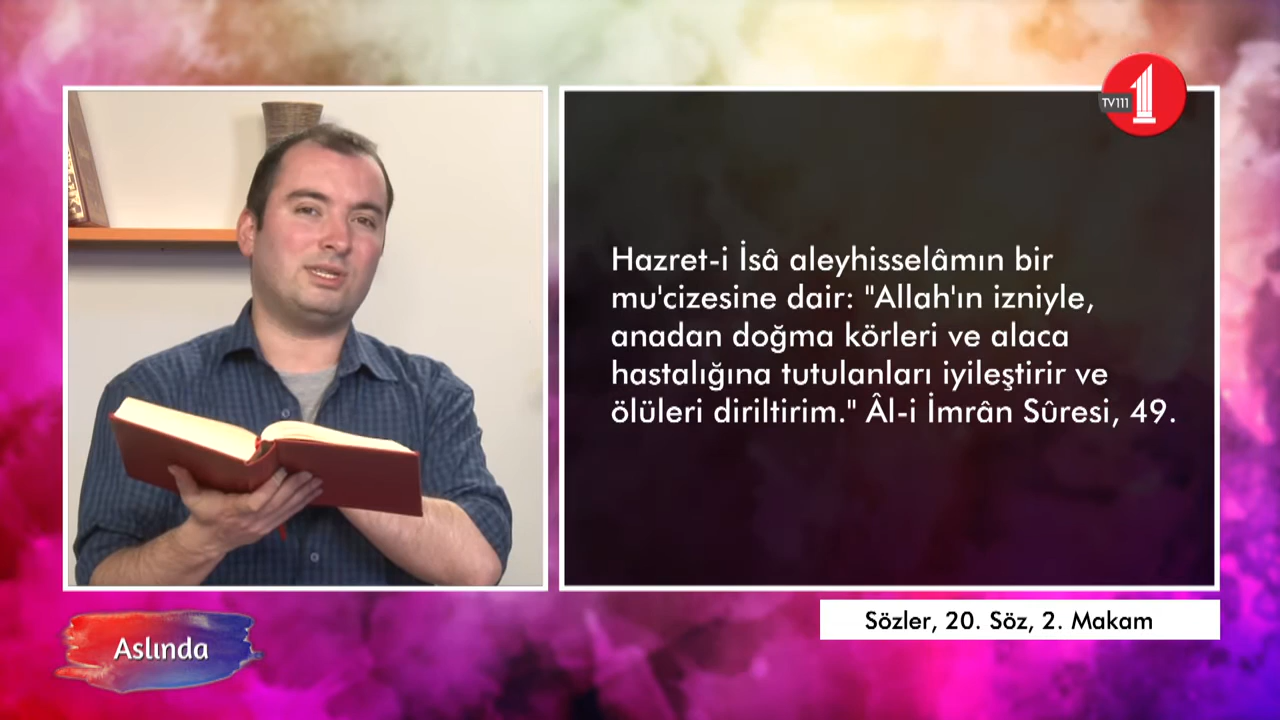 TV111
1
Hazret-i İsâ aleyhisselâmın bir
mu'cizesine dair: "Allah'ın izniyle,
anadan doğma körleri ve alaca
hastalığına tutulanları iyileştirir ve
ölüleri diriltirim." Âl-i İmrân Sûresi, 49.
Sözler, 20. Söz, 2. Makam
Aslında